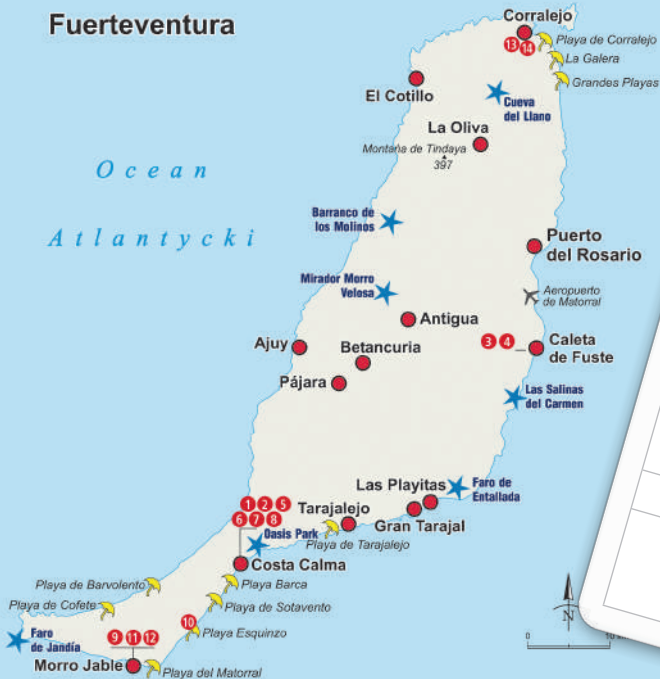 Fuerteventura
Corralejo
13 14
Playa de Corralejo
La Galera
Grandes Playas
El Cotillo
Cueva
del Llano
La Oliva
Montaña de Tindaya
397
Ocean
Atlantycki
Barranco de
los Molinos
Puerto
del Rosario
Mirador Morro
Velosa
Aeropuerto
de Matorral
Antigua
Ajuy
Betancuria
3 4
Caleta
de Fuste
Pájara
Las Salinas
del Carmen
Las Playitas
Faro de
Entallada
1 2 5
6 7 8
Tarajalejo
Gran Tarajal
Oasis Park
Playa de Tarajalejo
Costa Calma
Playa de Barvolento
Playa Barca
Playa de Cofete
Playa de Sotavento
10
Playa Esquinzo
Faro
de Jandía
9 11 12
Morro Jable
Playa del Matorral
N
0